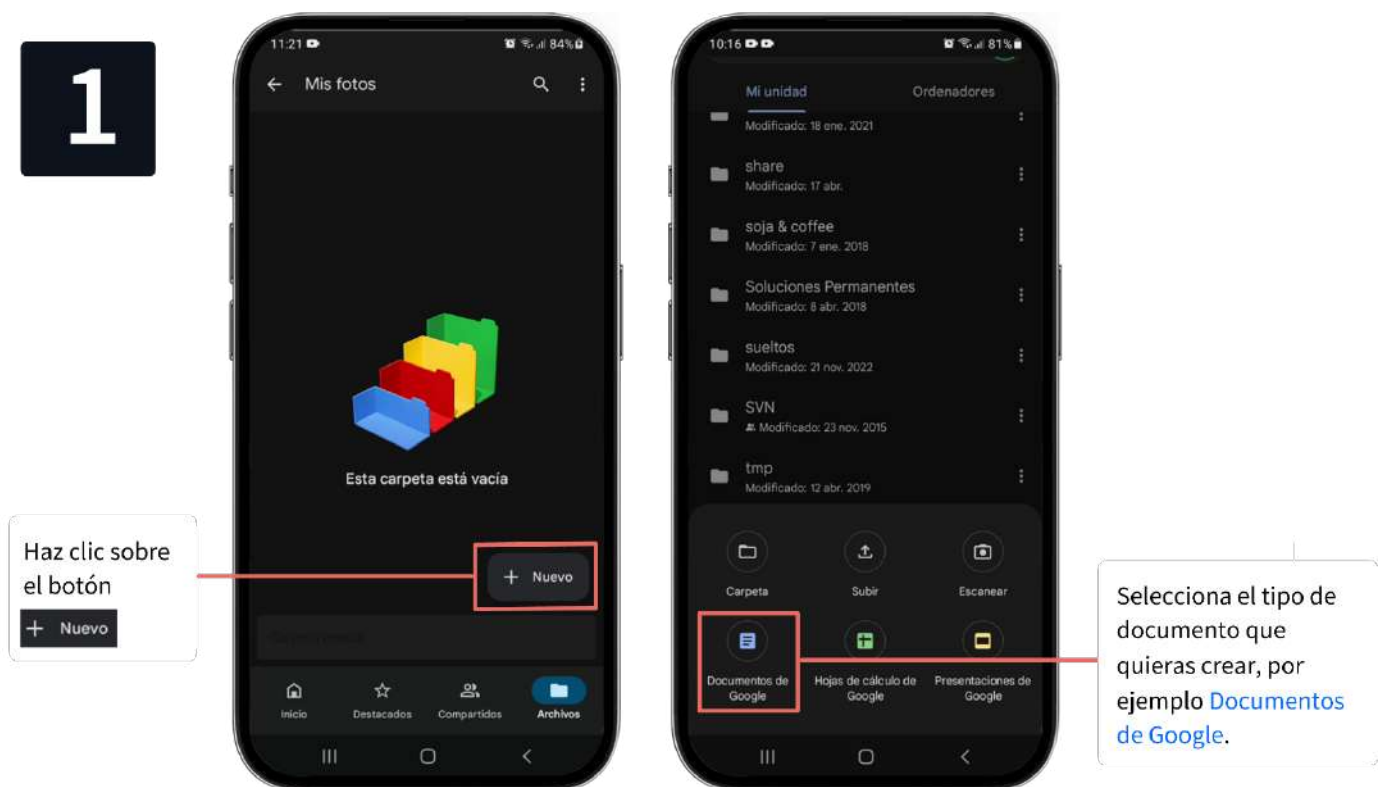 1
11:21
84%
Mis fotos
Esta carpeta está vacía
+ Nuevo
Inicio
Destacados
Compartidos
Archivos
Haz clic sobre
el botón
+ Nuevo
10:16
81%
Mi unidad
Ordenadores
Modificado: 18 ene. 2021
share
Modificado: 17 abr.
soja & coffee
Modificado: 7 ene. 2018
Soluciones Permanentes
Modificado: 8 abr. 2018
sueltos
Modificado: 21 nov. 2022
SVN
Modificado: 23 nov. 2015
tmp
Modificado: 12 abr. 2019
Carpeta
Subir
Escanear
Documentos de
Google
Hojas de cálculo de
Google
Presentaciones de
Google
Selecciona el tipo de
documento que
quieras crear, por
ejemplo Documentos
de Google.